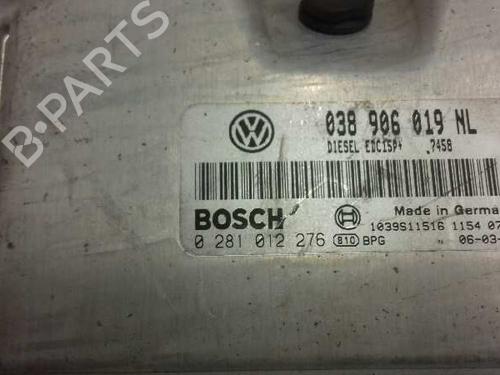 038 906 019 NL
DIESEL EDC15P+ .7458
BOSCH
Made in German
0 281 012 276 810 BPG
1039S11516 1154 07
06-03-
B-PARTS